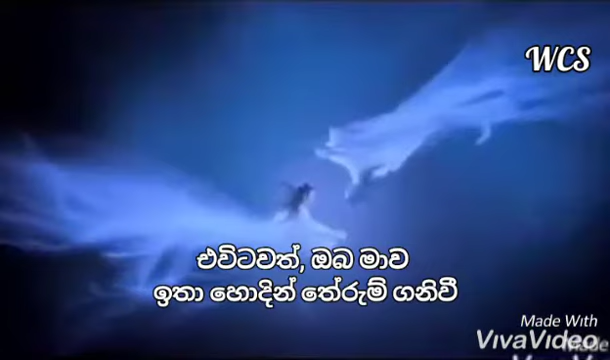 WCS
එවිටවත්, ඔබ මාව
ඉතා හොදින් තේරුම් ගනිවී
Made With
VivaVideo